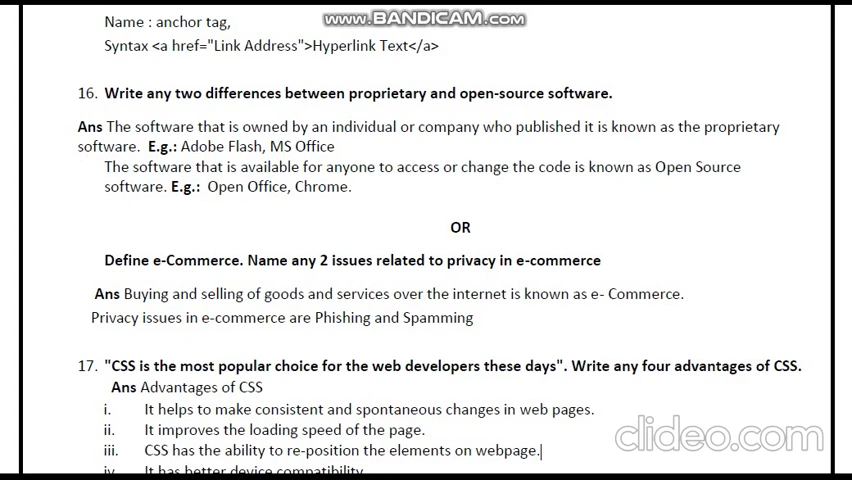 www.BANDICAM.com
Name : anchor tag,
Syntax <a href="Link Address">Hyperlink Text</a>
16. Write any two differences between proprietary and open-source software.
Ans The software that is owned by an individual or company who published it is known as the proprietary
software. E.g.: Adobe Flash, MS Office
The software that is available for anyone to access or change the code is known as Open Source
software. E.g.: Open Office, Chrome.
OR
Define e-Commerce. Name any 2 issues related to privacy in e-commerce
Ans Buying and selling of goods and services over the internet is known as e- Commerce.
Privacy issues in e-commerce are Phishing and Spamming
17. "CSS is the most popular choice for the web developers these days". Write any four advantages of CSS.
Ans Advantages of CSS
i. It helps to make consistent and spontaneous changes in web pages.
ii. It improves the loading speed of the page.
iii. CSS has the ability to re-position the elements on webpage.
iv. It has better device compatibility
clideo.com